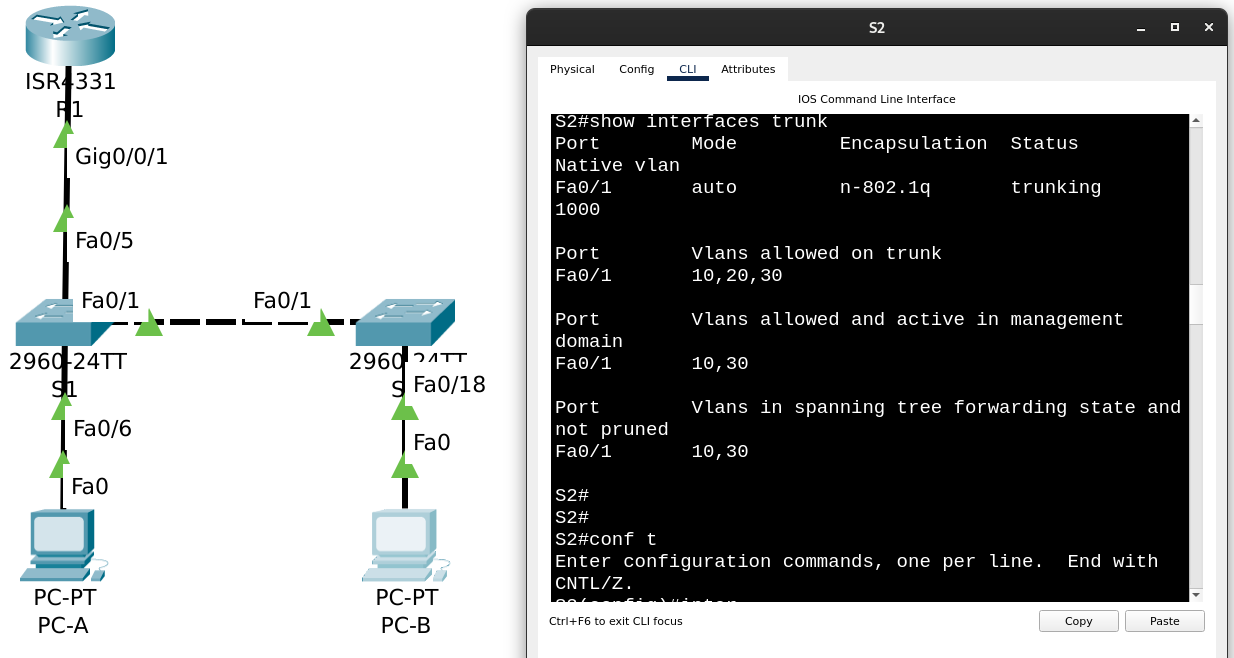 ISR4331
R1
Gig0/0/1
Fa0/5
Fa0/1
Fa0/1
2960-24TT
S1
2960-24TT
S
Fa0/18
Fa0/6
Fa0
Fa0
PC-PT
PC-A
PC-PT
PC-B
S2
Physical Config CLI Attributes
IOS Command Line Interface
S2#show interfaces trunk
Port Mode Encapsulation Status
Native vlan
Fa0/1 auto n-802.1q trunking
1000
Port Vlans allowed on trunk
Fa0/1 10,20,30
Port Vlans allowed and active in management
domain
Fa0/1 10,30
Port Vlans in spanning tree forwarding state and
not pruned
Fa0/1 10,30
S2#
S2#
S2#conf t
Enter configuration commands, one per line. End with
CNTL/Z.
S2(config)#inter
Ctrl+F6 to exit CLI focus
Copy Paste